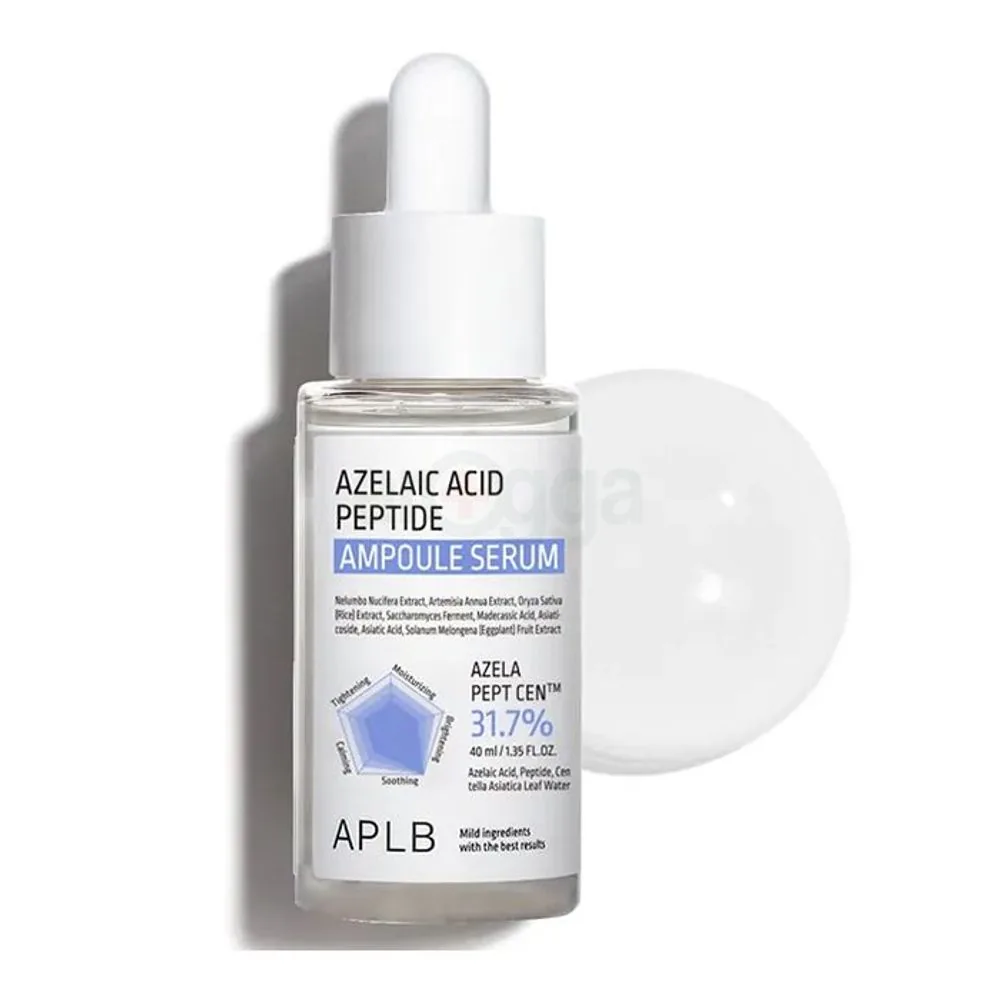 AZELAIC ACID
PEPTIDE
AMPOULE SERUM
Nelumbo Nucifera Extract, Artemisia Annua Extract, Oryza Sativa
(Rice) Extract, Saccharomyces Ferment, Madecassic Acid, Asiati-
coside, Asiatic Acid, Solanum Melongena (Eggplant) Fruit Extract
Tightening
Moisturizing
Brightening
Soothing
Calming
AZELA
PEPT CEN™
31.7%
40 ml / 1.35 FL.OZ.
Azelaic Acid, Peptide, Cen
tella Asiatica Leaf Water
APLB
Mild ingredients
with the best results